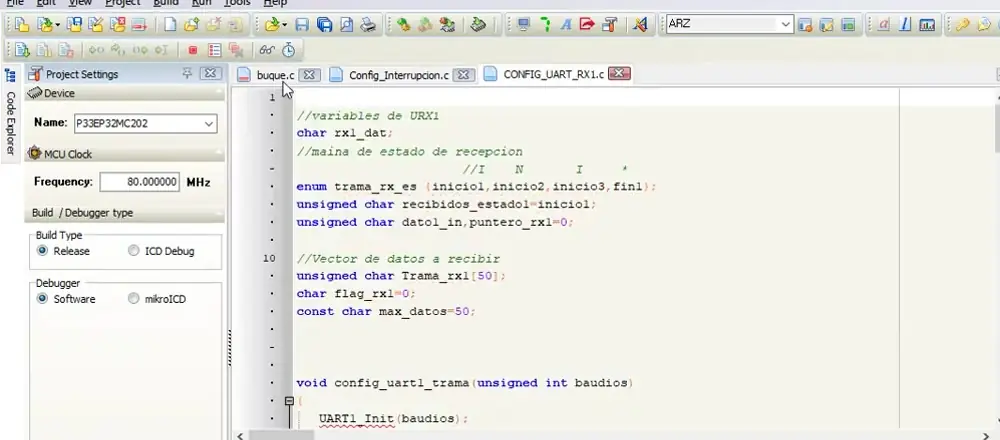 File Edit View Project Build Run Tools Help
ARZ
Project Settings
buque.c
Config_Interrupcion.c
CONFIG_UART_RX1.c
Code Explorer
Device
Name: P33EP32MC202
MCU Clock
Frequency: 80.000000 MHz
Build / Debugger type
Build Type
Release ICD Debug
Debugger
Software mikroICD
1
//variables de URX1
char rx1_dat;
//maina de estado de recepcion
//I N I *
enum trama_rx_es {inicio1,inicio2,inicio3,fin1};
unsigned char recibidos_estado1=inicio1;
unsigned char dato1_in,puntero_rx1=0;
10 //Vector de datos a recibir
unsigned char Trama_rx1[50];
char flag_rx1=0;
const char max_datos=50;
void config_uart1_trama(unsigned int baudios)
{
UART1_Init(baudios);